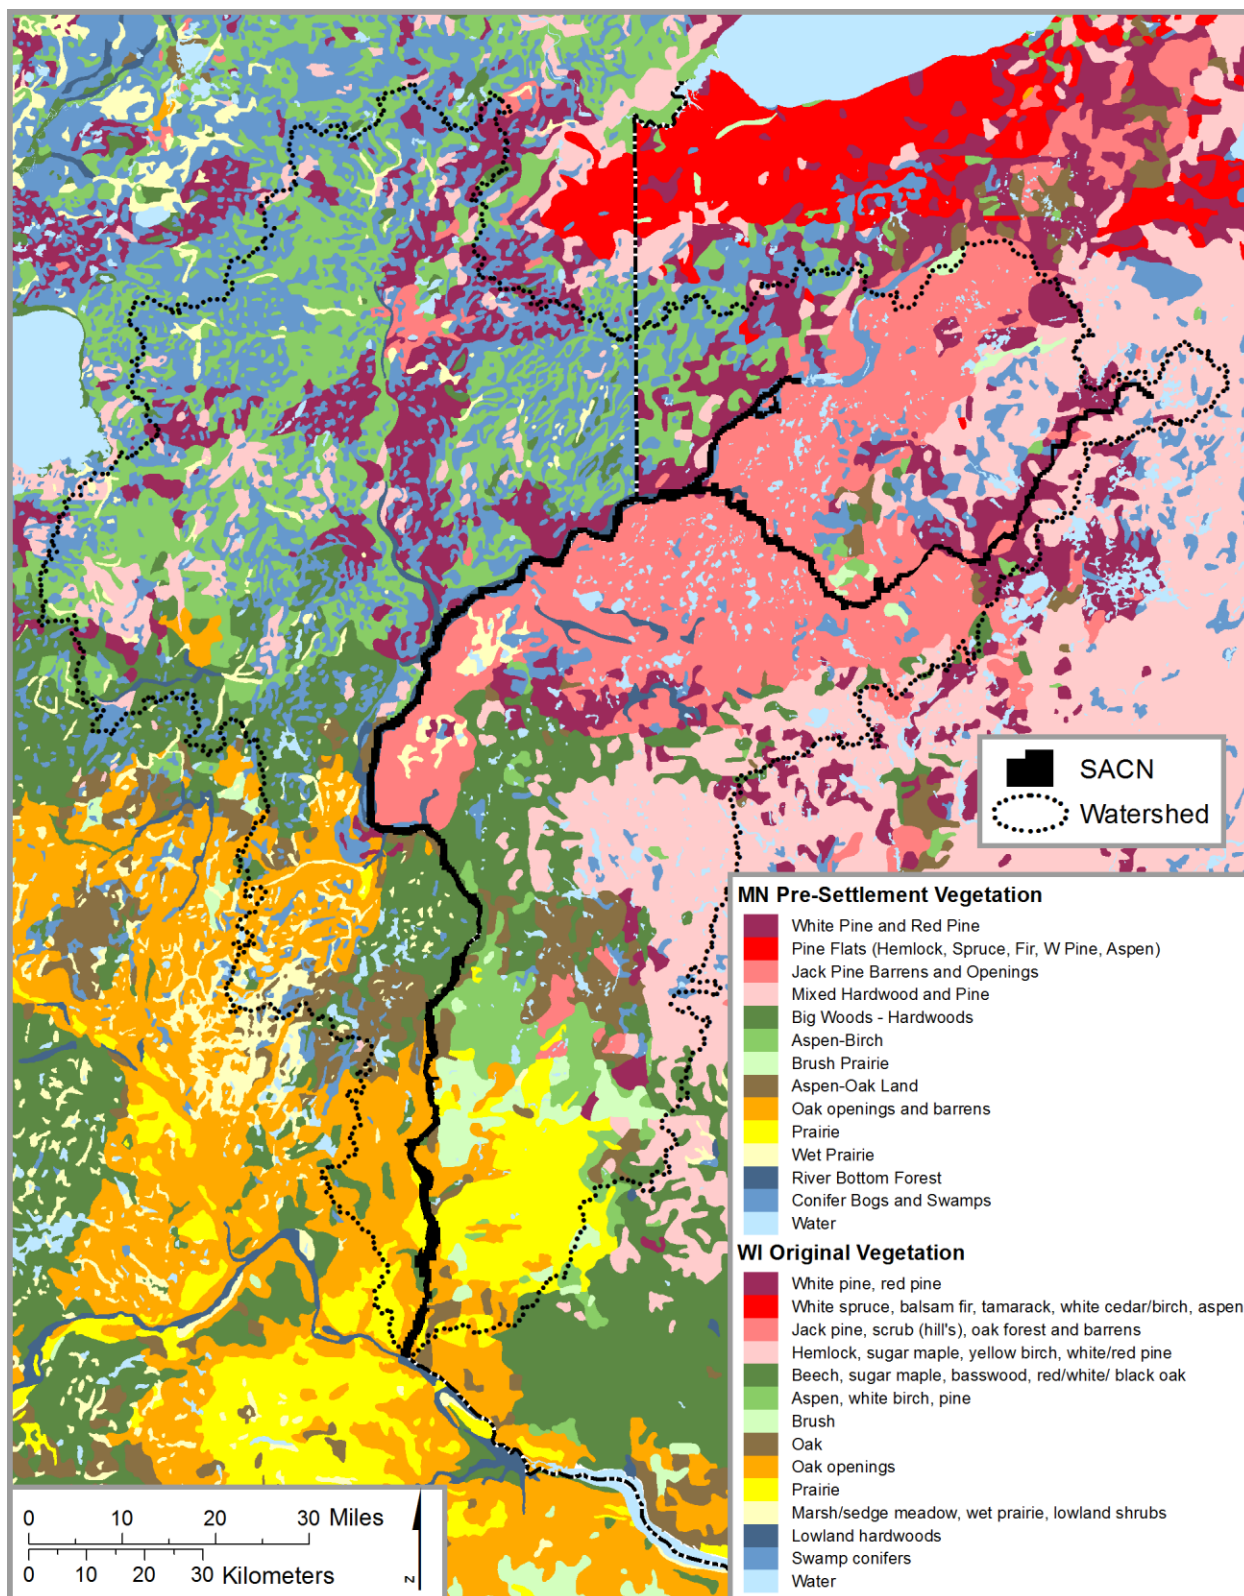 SACN
Watershed
MN Pre-Settlement Vegetation
White Pine and Red Pine
Pine Flats (Hemlock, Spruce, Fir, W Pine, Aspen)
Jack Pine Barrens and Openings
Mixed Hardwood and Pine
Big Woods - Hardwoods
Aspen-Birch
Brush Prairie
Aspen-Oak Land
Oak openings and barrens
Prairie
Wet Prairie
River Bottom Forest
Conifer Bogs and Swamps
Water
WI Original Vegetation
White pine, red pine
White spruce, balsam fir, tamarack, white cedar/birch, aspen
Jack pine, scrub (hill's), oak forest and barrens
Hemlock, sugar maple, yellow birch, white/red pine
Beech, sugar maple, basswood, red/white/ black oak
Aspen, white birch, pine
Brush
Oak
Oak openings
Prairie
Marsh/sedge meadow, wet prairie, lowland shrubs
Lowland hardwoods
Swamp conifers
Water
0 10 20 30 Miles
0 10 20 30 Kilometers
N